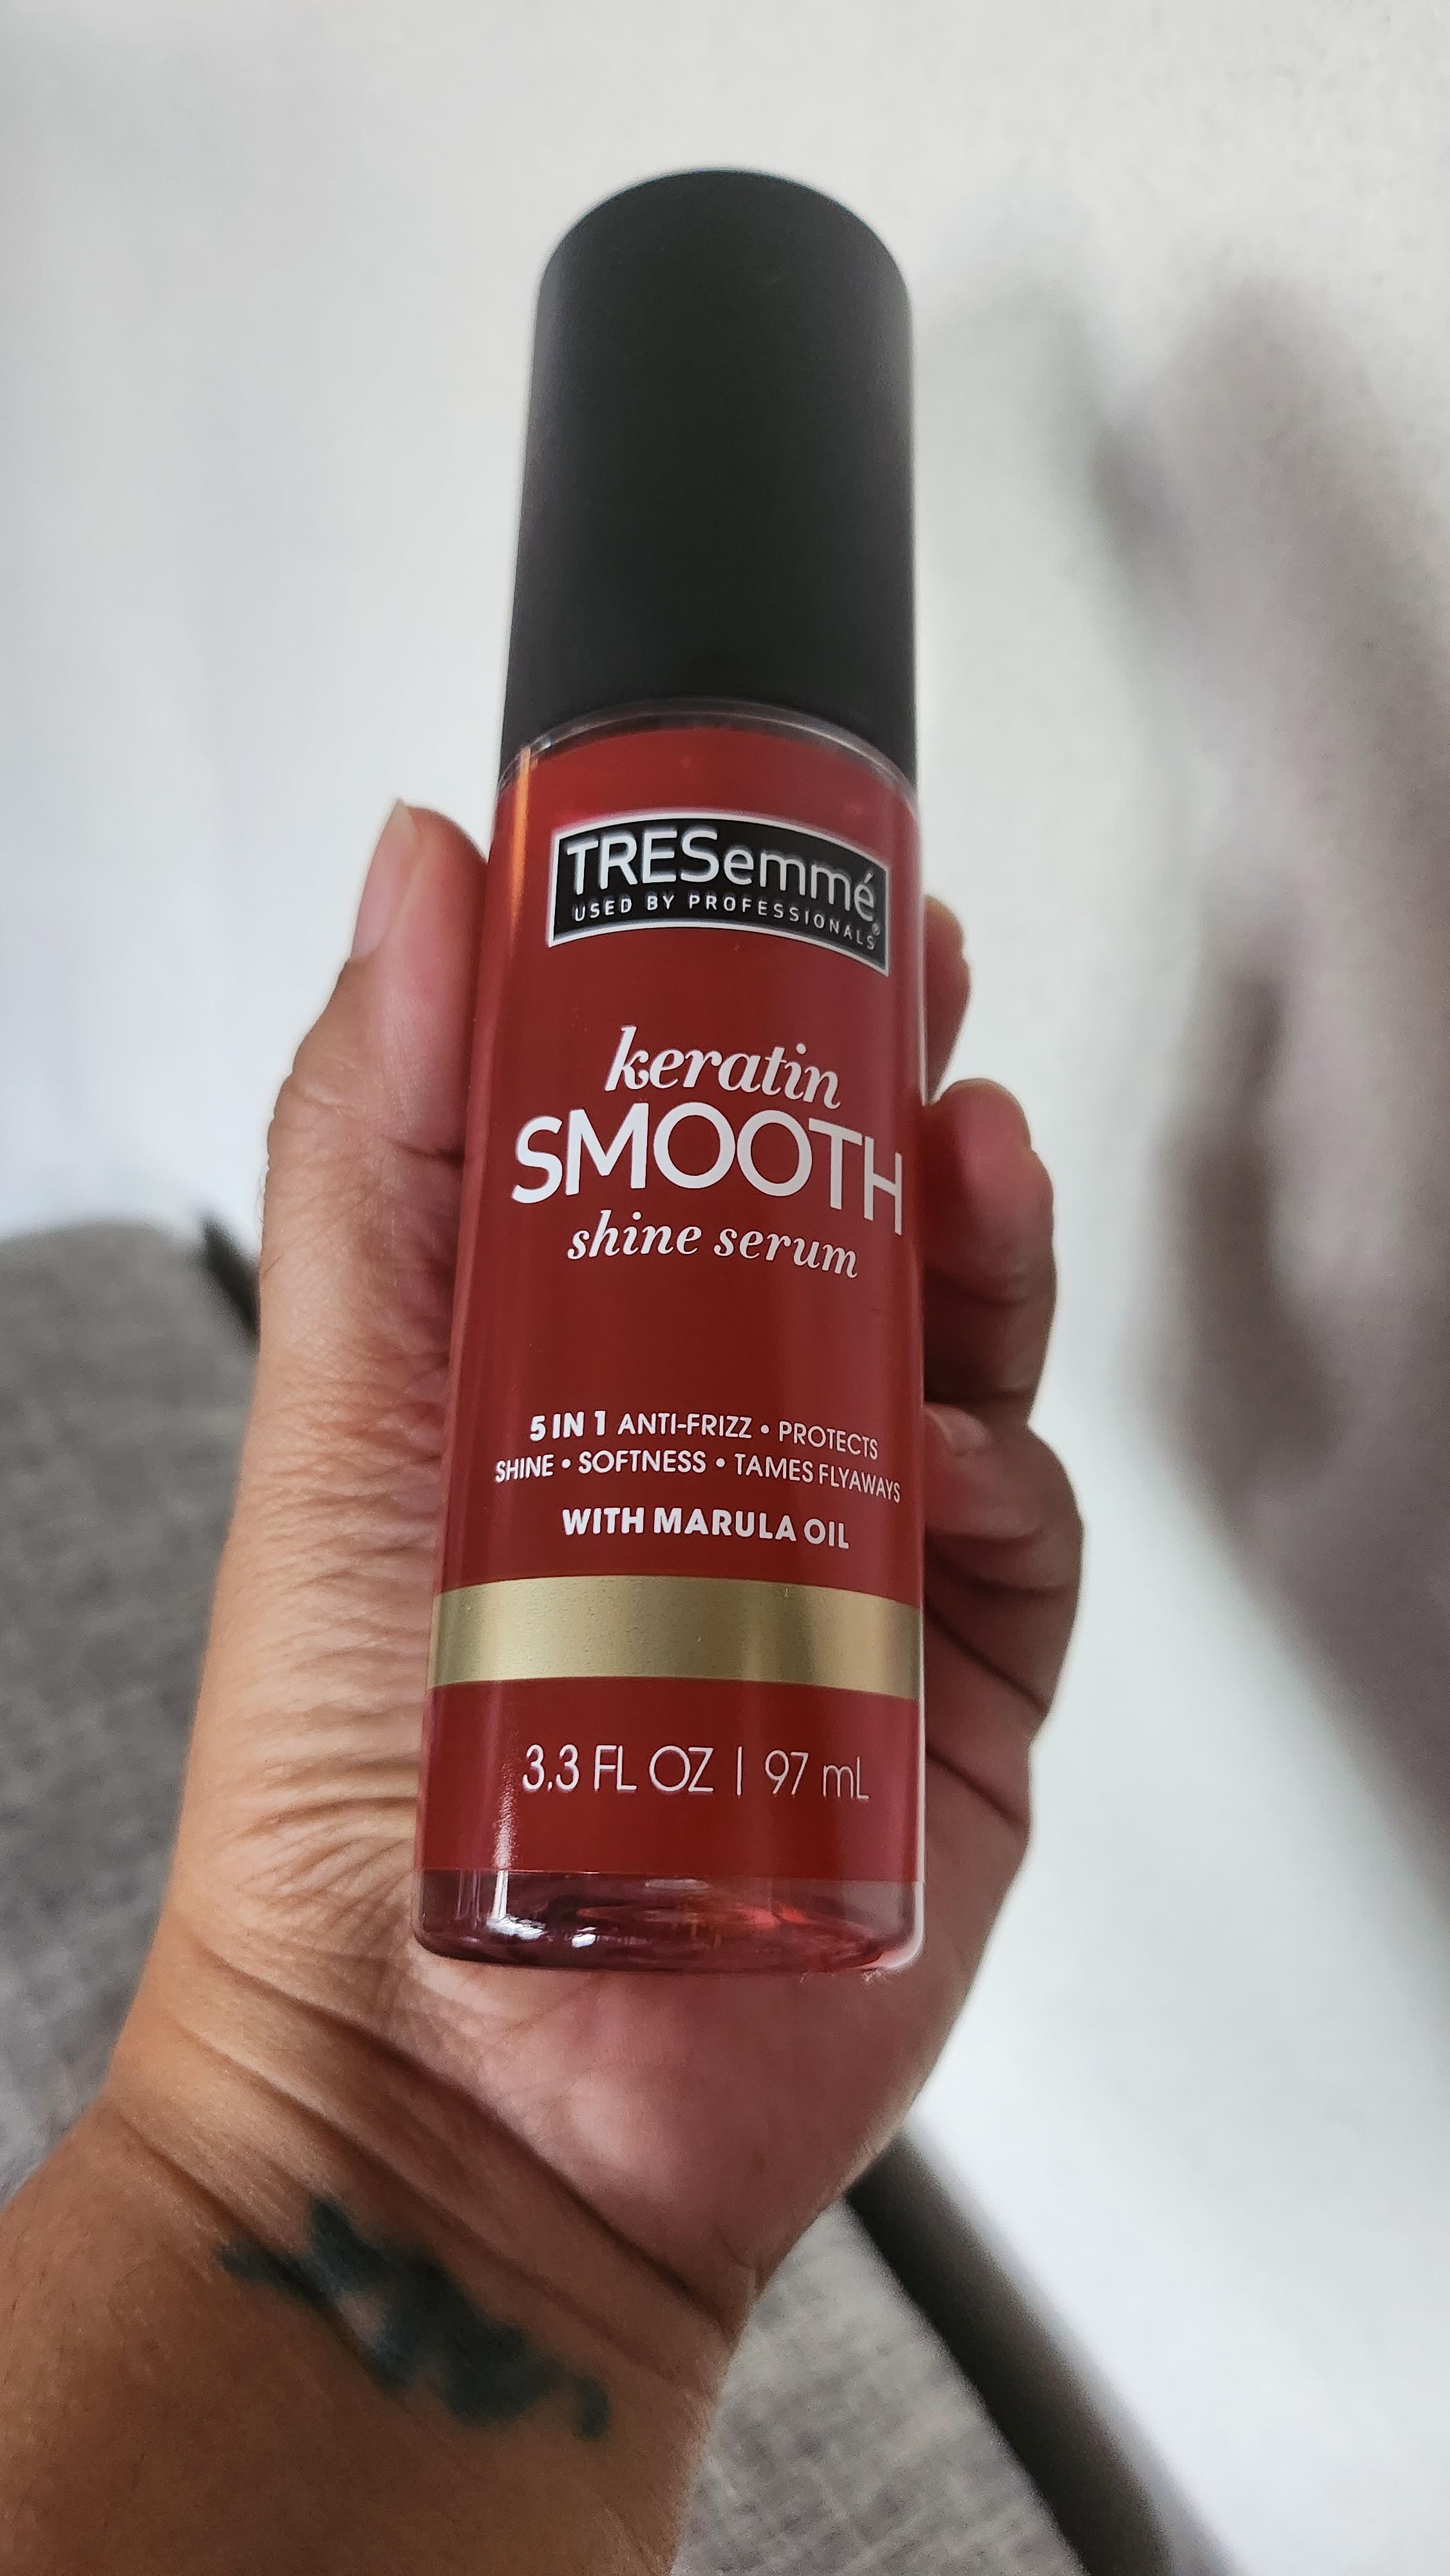 TRESemmé
USED BY PROFESSIONALS®
keratin
SMOOTH
shine serum
5 IN 1 ANTI-FRIZZ • PROTECTS
SHINE • SOFTNESS • TAMES FLYAWAYS
WITH MARULA OIL
3.3 FL OZ | 97 mL